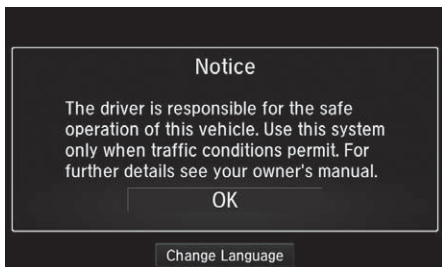 Notice
The driver is responsible for the safe
operation of this vehicle. Use this system
only when traffic conditions permit. For
further details see your owner's manual.
OK
Change Language